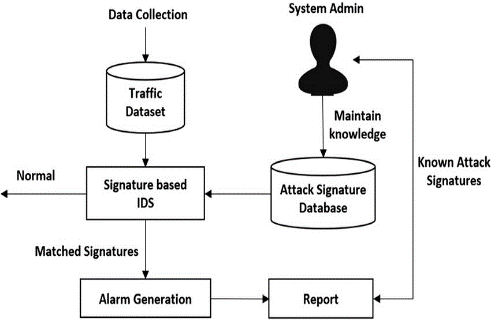 Data Collection
System Admin
Traffic
Dataset
Maintain
knowledge
Normal
Signature based
IDS
Attack Signature
Database
Known Attack
Signatures
Matched Signatures
Alarm Generation
Report